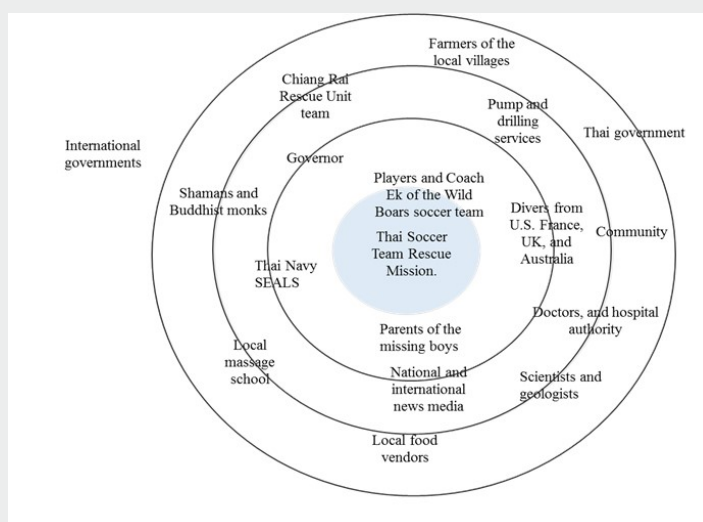 Farmers of the
local villages
Chiang Rai
Rescue Unit
team
Pump and
drilling
services
Thai government
International
governments
Governor
Players and Coach
Ek of the Wild
Boars soccer team
Shamans and
Buddhist monks
Divers from
U.S. France,
UK, and
Australia
Community
Thai Soccer
Team Rescue
Mission.
Thai Navy
SEALS
Doctors, and hospital
authority
Parents of the
missing boys
Local
massage
school
National and
international
news media
Scientists and
geologists
Local food
vendors